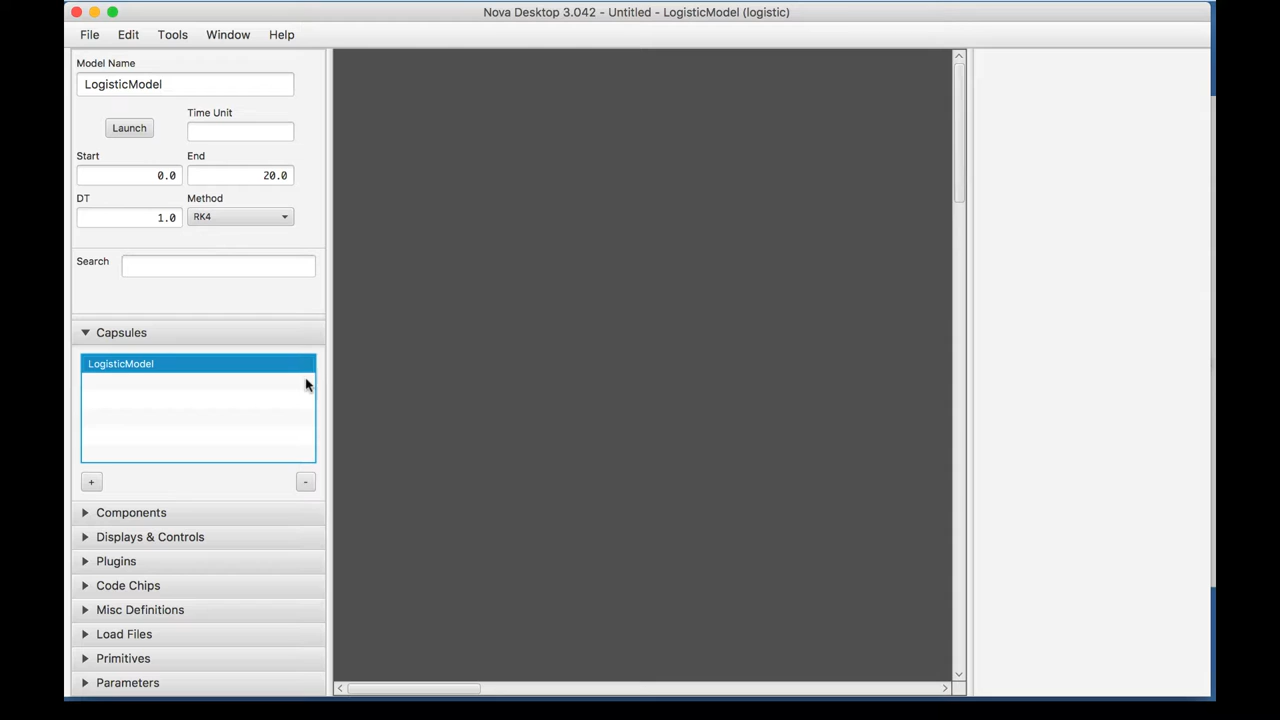 Nova Desktop 3.042 - Untitled - LogisticModel (logistic)
File Edit Tools Window Help
Model Name
LogisticModel
Time Unit
Launch
Start End
0.0 20.0
DT Method
1.0 RK4
Search
Capsules
LogisticModel
+ -
Components
Displays & Controls
Plugins
Code Chips
Misc Definitions
Load Files
Primitives
Parameters